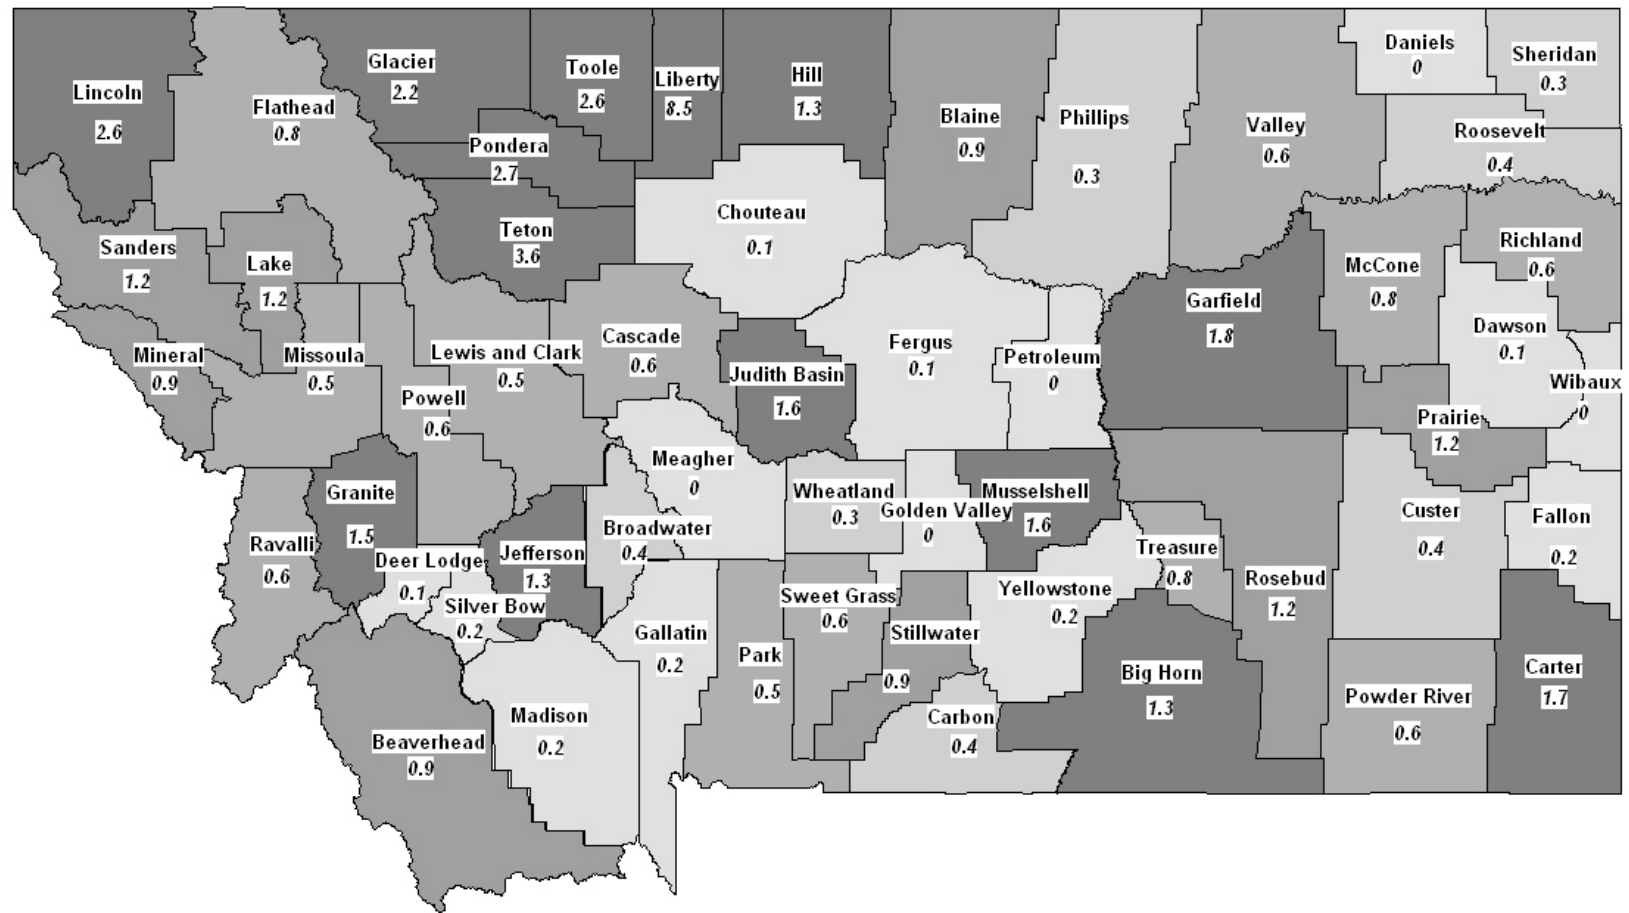 Lincoln
2.6
Flathead
0.8
Glacier
2.2
Toole
2.6
Liberty
8.5
Hill
1.3
Blaine
0.9
Phillips
0.3
Valley
0.6
Daniels
0
Sheridan
0.3
Roosevelt
0.4
Pondera
2.7
Teton
3.6
Chouteau
0.1
Sanders
1.2
Lake
1.2
Richland
0.6
McCone
0.8
Garfield
1.8
Dawson
0.1
Wibaux
0
Mineral
0.9
Missoula
0.5
Lewis and Clark
0.5
Powell
0.6
Cascade
0.6
Judith Basin
1.6
Fergus
0.1
Petroleum
0
Prairie
1.2
Meagher
0
Granite
1.5
Wheatland
0.3
Golden Valley
0
Musselshell
1.6
Custer
0.4
Fallon
0.2
Ravalli
0.6
Deer Lodge
0.1
Jefferson
1.3
Broadwater
0.4
Silver Bow
0.2
Treasure
0.8
Rosebud
1.2
Sweet Grass
0.6
Yellowstone
0.2
Gallatin
0.2
Stillwater
0.9
Park
0.5
Big Horn
1.3
Carter
1.7
Powder River
0.6
Carbon
0.4
Madison
0.2
Beaverhead
0.9